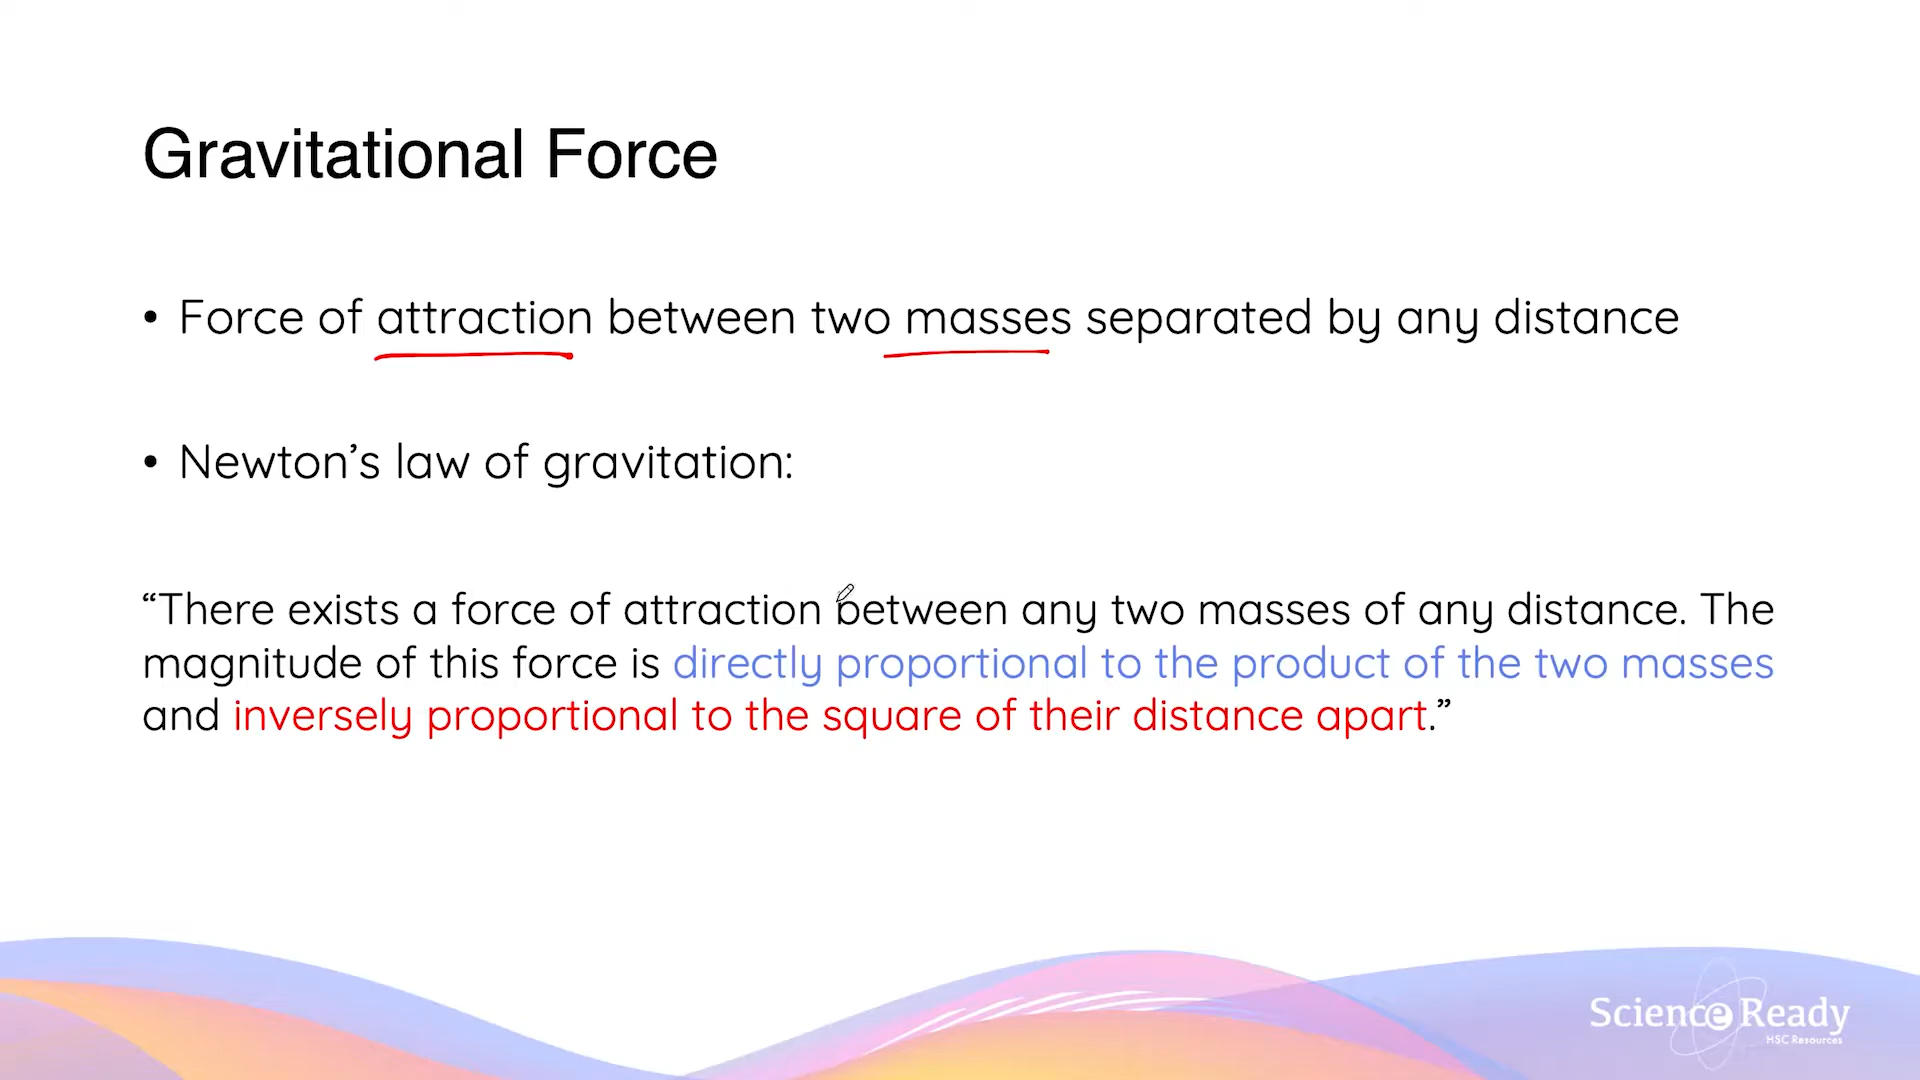 Gravitational Force
• Force of attraction between two masses separated by any distance
• Newton’s law of gravitation:
“There exists a force of attraction between any two masses of any distance. The
magnitude of this force is directly proportional to the product of the two masses
and inversely proportional to the square of their distance apart.”
Science Ready
HSC Resources